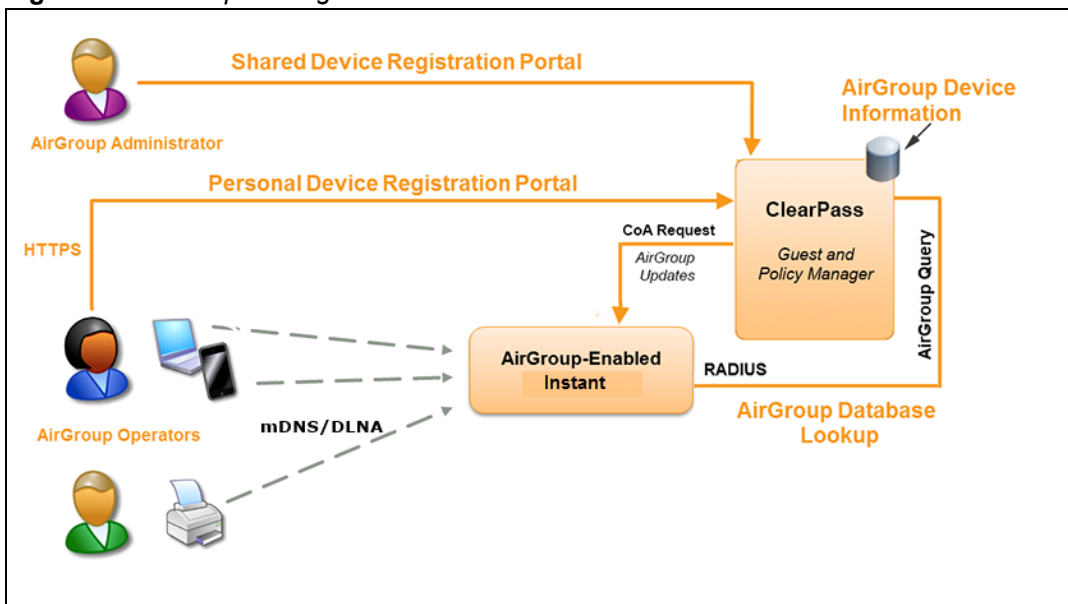 Shared Device Registration Portal
AirGroup Device
Information
AirGroup Administrator
Personal Device Registration Portal
ClearPass
HTTPS
CoA Request
AirGroup
Updates
Guest and
Policy Manager
AirGroup Query
AirGroup-Enabled
Instant
RADIUS
AirGroup Database
Lookup
mDNS/DLNA
AirGroup Operators